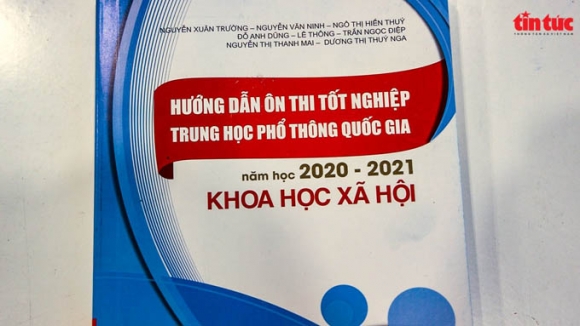 NGUYỄN XUÂN TRƯỜNG – NGUYỄN VĂN NINH – NGÔ THỊ HIỀN THUÝ
ĐỖ ANH DŨNG – LÊ THÔNG – TRẦN NGỌC ĐIỆP
NGUYỄN THỊ THANH MAI – DƯƠNG THỊ THUÝ NGA
tin tức
HƯỚNG DẪN ÔN THI TỐT NGHIỆP
TRUNG HỌC PHỔ THÔNG QUỐC GIA
năm học 2020 - 2021
KHOA HỌC XÃ HỘI